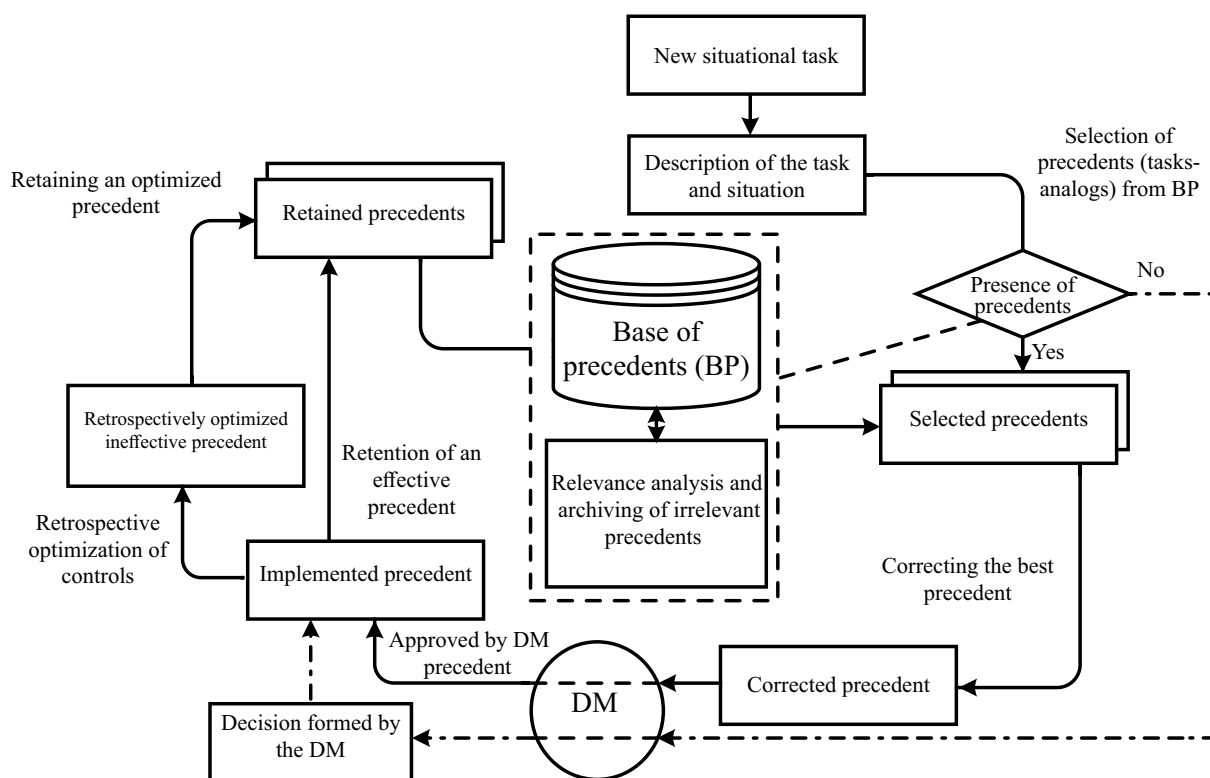 New situational task
Description of the task
and situation
Selection of
precedents (tasks-
analogs) from BP
Retaining an optimized
precedent
Retained precedents
Presence of
precedents
No
Yes
Base of
precedents (BP)
Selected precedents
Retrospectively optimized
ineffective precedent
Retention of an
effective
precedent
Relevance analysis and
archiving of irrelevant
precedents
Retrospective
optimization of
controls
Implemented precedent
Correcting the best
precedent
Approved by DM
precedent
DM
Corrected precedent
Decision formed by
the DM